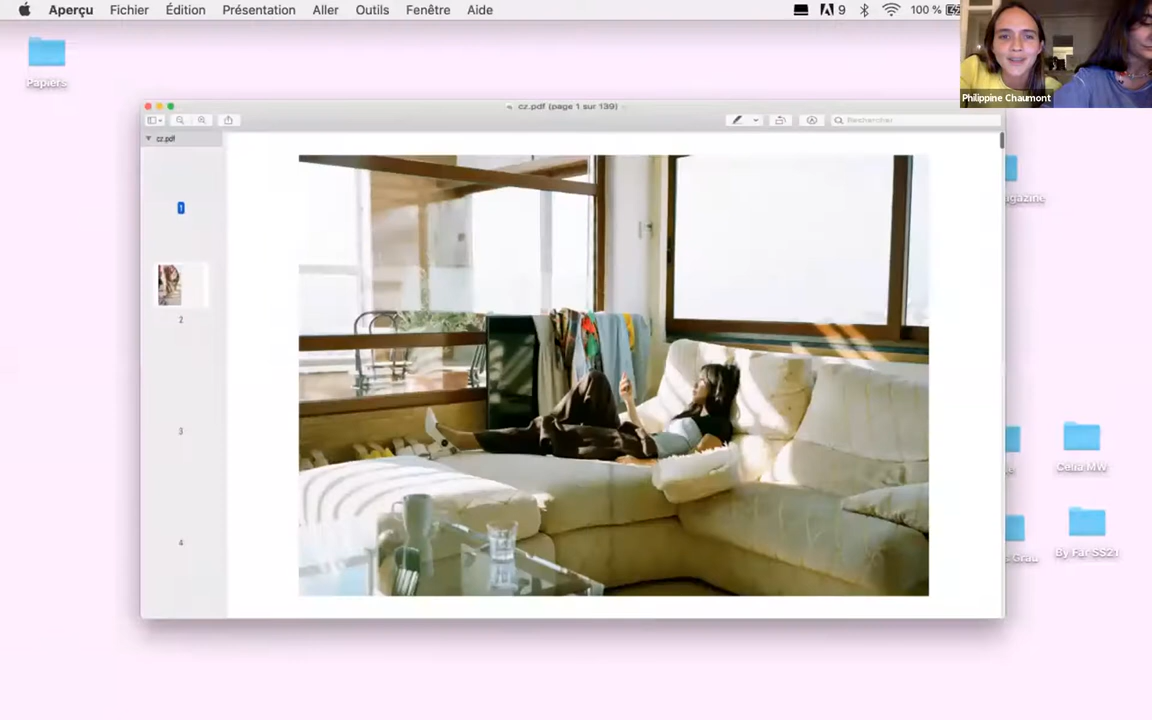 Aperçu Fichier Édition Présentation Aller Outils Fenêtre Aide 9 100 %
Papiers
Philippine Chaumont
cz.pdf (page 1 sur 139)
Rechercher
cz.pdf
1
2
3
4
Celia MW
By Far SS21